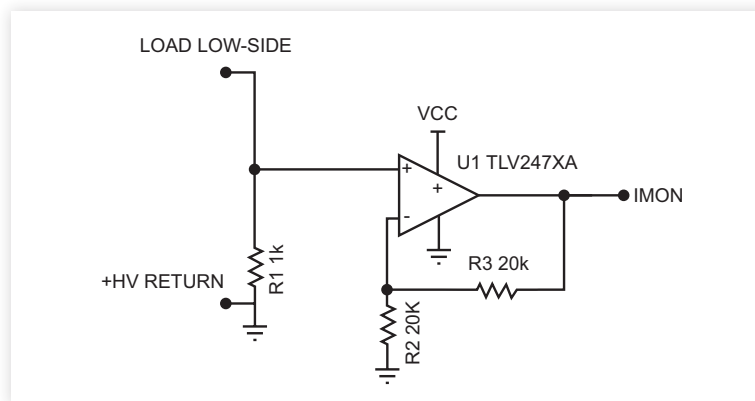 LOAD LOW-SIDE
VCC
U1 TLV247XA
+
+
-
IMON
R1 1k
+HV RETURN
R3 20k
R2 20K